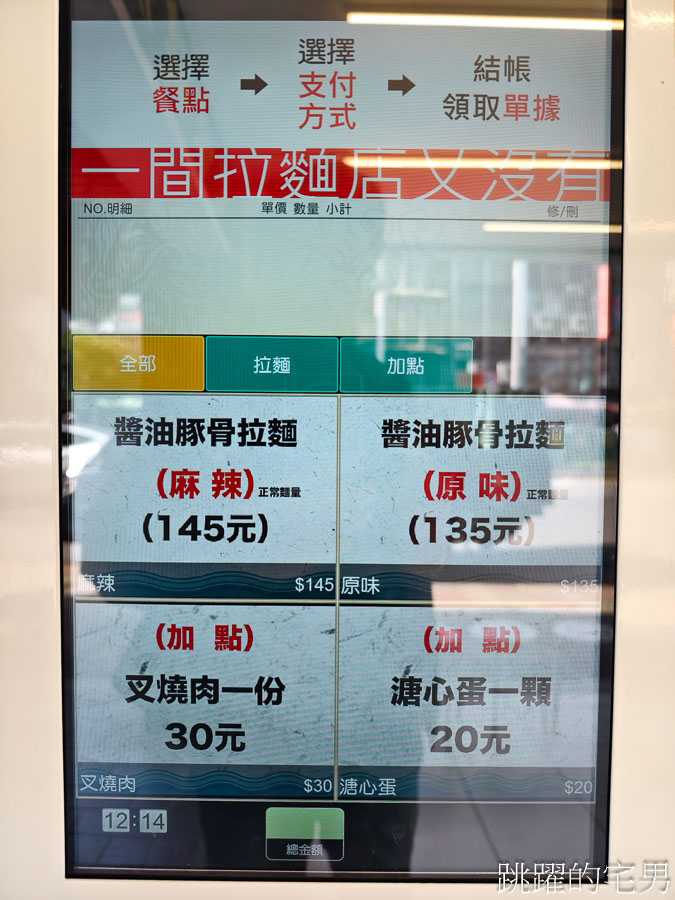 選擇
餐點
選擇
支付
方式
結帳
領取單據
一間拉麵店又沒有
NO.明細 單價 數量 小計 修/刪
全部 拉麵 加點
醬油豚骨拉麵
(麻辣)正常麵量
(145元)
麻辣 $145
醬油豚骨拉麵
(原味)正常麵量
(135元)
原味 $135
(加點)
叉燒肉一份
30元
叉燒肉 $30
(加點)
溏心蛋一顆
20元
溏心蛋 $20
12:14
總金額
跳躍的宅男